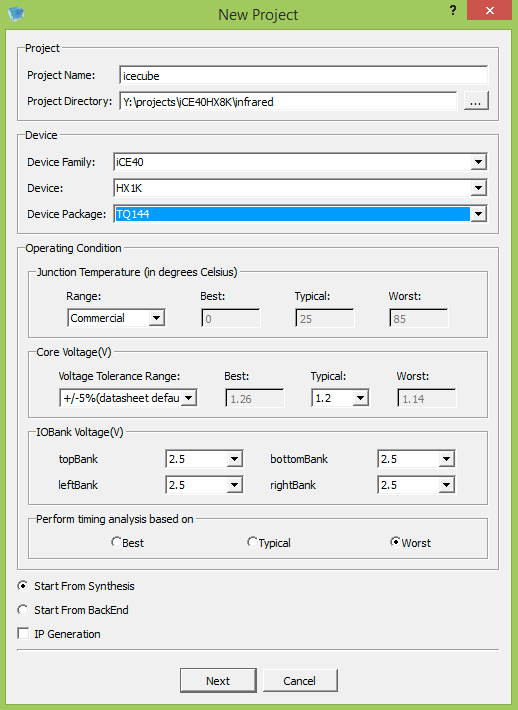 New Project
?
Project
Project Name: icecube
Project Directory: Y:\projects\iCE40HX8K\infrared ...
Device
Device Family: iCE40
Device: HX1K
Device Package: TQ144
Operating Condition
Junction Temperature (in degrees Celsius)
Range: Best: Typical: Worst:
Commercial 0 25 85
Core Voltage(V)
Voltage Tolerance Range: Best: Typical: Worst:
+/-5%(datasheet defau 1.26 1.2 1.14
IOBank Voltage(V)
topBank 2.5 bottomBank 2.5
leftBank 2.5 rightBank 2.5
Perform timing analysis based on
Best Typical Worst
Start From Synthesis
Start From BackEnd
IP Generation
Next Cancel